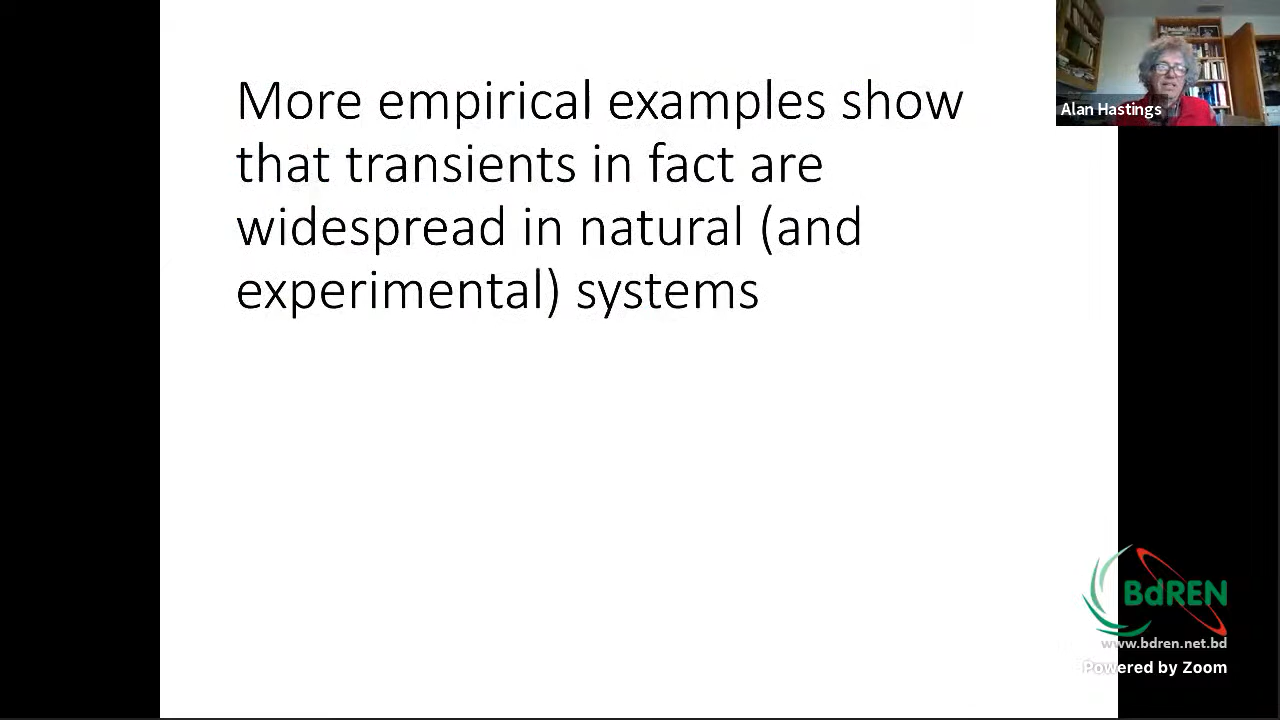 More empirical examples show
that transients in fact are
widespread in natural (and
experimental) systems
Alan Hastings
BdREN
www.bdren.net.bd
Powered by Zoom